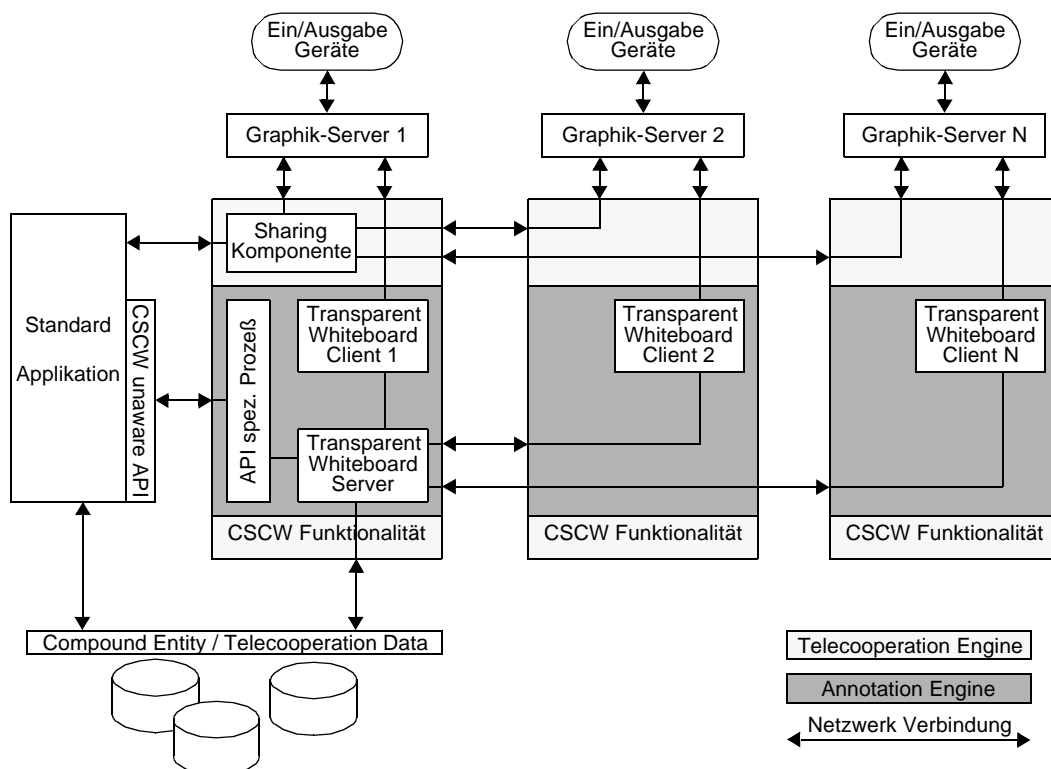 Ein/Ausgabe
Geräte
Ein/Ausgabe
Geräte
Ein/Ausgabe
Geräte
Graphik-Server 1
Graphik-Server 2
Graphik-Server N
Sharing
Komponente
Standard
Applikation
CSCW unaware API
API spez. Prozeß
Transparent
Whiteboard
Client 1
Transparent
Whiteboard
Client 2
Transparent
Whiteboard
Client N
Transparent
Whiteboard
Server
CSCW Funktionalität
CSCW Funktionalität
CSCW Funktionalität
Compound Entity / Telecooperation Data
Telecooperation Engine
Annotation Engine
Netzwerk Verbindung